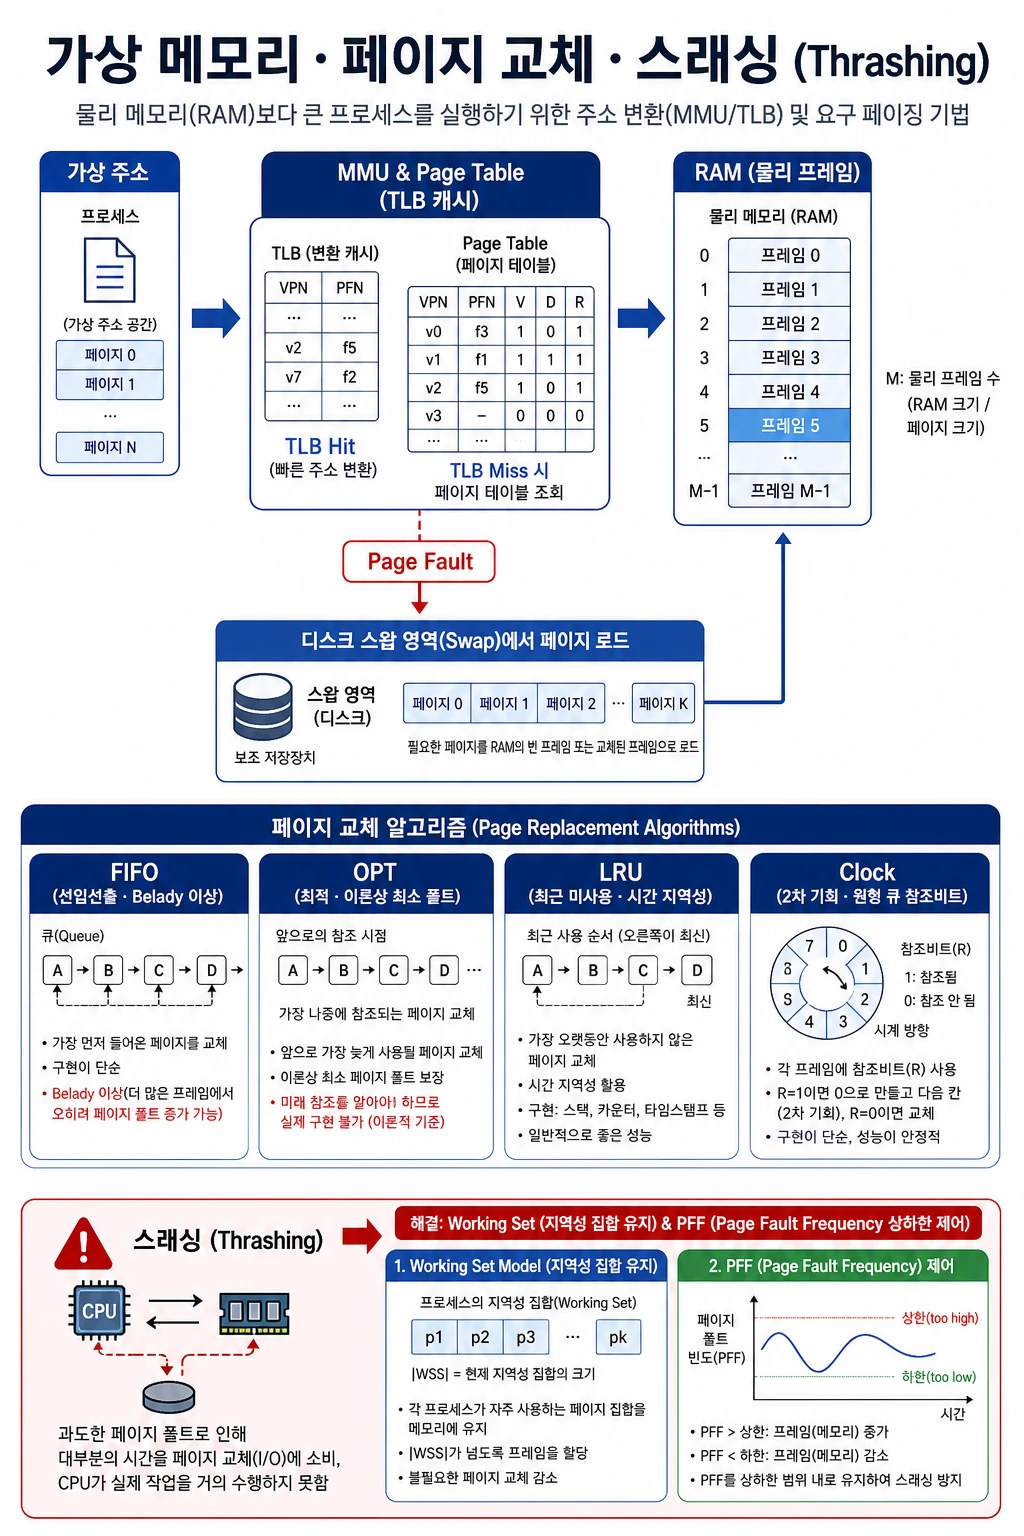 가상 메모리 · 페이지 교체 · 스래싱 (Thrashing)
물리 메모리(RAM)보다 큰 프로세스를 실행하기 위한 주소 변환(MMU/TLB) 및 요구 페이징 기법
가상 주소
프로세스
(가상 주소 공간)
페이지 0
페이지 1
...
페이지 N
MMU & Page Table
(TLB 캐시)
TLB (변환 캐시)
VPN PFN
... ...
v2 f5
v7 f2
... ...
TLB Hit
(빠른 주소 변환)
Page Table
(페이지 테이블)
VPN PFN V D R
v0 f3 1 0 1
v1 f1 1 1 1
v2 f5 1 0 1
v3 – 0 0 0
... ...
TLB Miss 시
페이지 테이블 조회
RAM (물리 프레임)
물리 메모리 (RAM)
0 프레임 0
1 프레임 1
2 프레임 2
3 프레임 3
4 프레임 4
5 프레임 5
... ...
M-1 프레임 M-1
M: 물리 프레임 수
(RAM 크기 /
페이지 크기)
Page Fault
디스크 스왑 영역(Swap)에서 페이지 로드
스왑 영역
(디스크)
보조 저장장치
페이지 0 페이지 1 페이지 2 ... 페이지 K
필요한 페이지를 RAM의 빈 프레임 또는 교체된 프레임으로 로드
페이지 교체 알고리즘 (Page Replacement Algorithms)
FIFO
(선입선출 · Belady 이상)
큐(Queue)
A B C D
• 가장 먼저 들어온 페이지를 교체
• 구현이 단순
• Belady 이상(더 많은 프레임에서
오히려 페이지 폴트 증가 가능)
OPT
(최적 · 이론상 최소 폴트)
앞으로의 참조 시점
A B C D ...
가장 나중에 참조되는 페이지 교체
• 앞으로 가장 늦게 사용될 페이지 교체
• 이론상 최소 페이지 폴트 보장
• 미래 참조를 알아야 하므로
실제 구현 불가 (이론적 기준)
LRU
(최근 미사용 · 시간 지역성)
최근 사용 순서 (오른쪽이 최신)
A B C D
최신
• 가장 오랫동안 사용하지 않은
페이지 교체
• 시간 지역성 활용
• 구현: 스택, 카운터, 타임스탬프 등
• 일반적으로 좋은 성능
Clock
(2차 기회 · 원형 큐 참조비트)
7 0
8 1
S 2
4 3
참조비트(R)
1: 참조됨
0: 참조 안 됨
시계 방향
• 각 프레임에 참조비트(R) 사용
• R=1이면 0으로 만들고 다음 칸
(2차 기회), R=0이면 교체
• 구현이 단순, 성능이 안정적
스래싱 (Thrashing)
CPU
과도한 페이지 폴트로 인해
대부분의 시간을 페이지 교체(I/O)에 소비,
CPU가 실제 작업을 거의 수행하지 못함
해결: Working Set (지역성 집합 유지) & PFF (Page Fault Frequency 상하한 제어)
1. Working Set Model (지역성 집합 유지)
프로세스의 지역성 집합(Working Set)
p1 p2 p3 ... pk
|WSS| = 현재 지역성 집합의 크기
• 각 프로세스가 자주 사용하는 페이지 집합을
메모리에 유지
• |WSS|가 넘도록 프레임을 할당
• 불필요한 페이지 교체 감소
2. PFF (Page Fault Frequency) 제어
페이지
폴트
빈도(PFF)
상한(too high)
하한(too low)
시간
• PFF > 상한: 프레임(메모리) 증가
• PFF < 하한: 프레임(메모리) 감소
• PFF를 상하한 범위 내로 유지하여 스래싱 방지